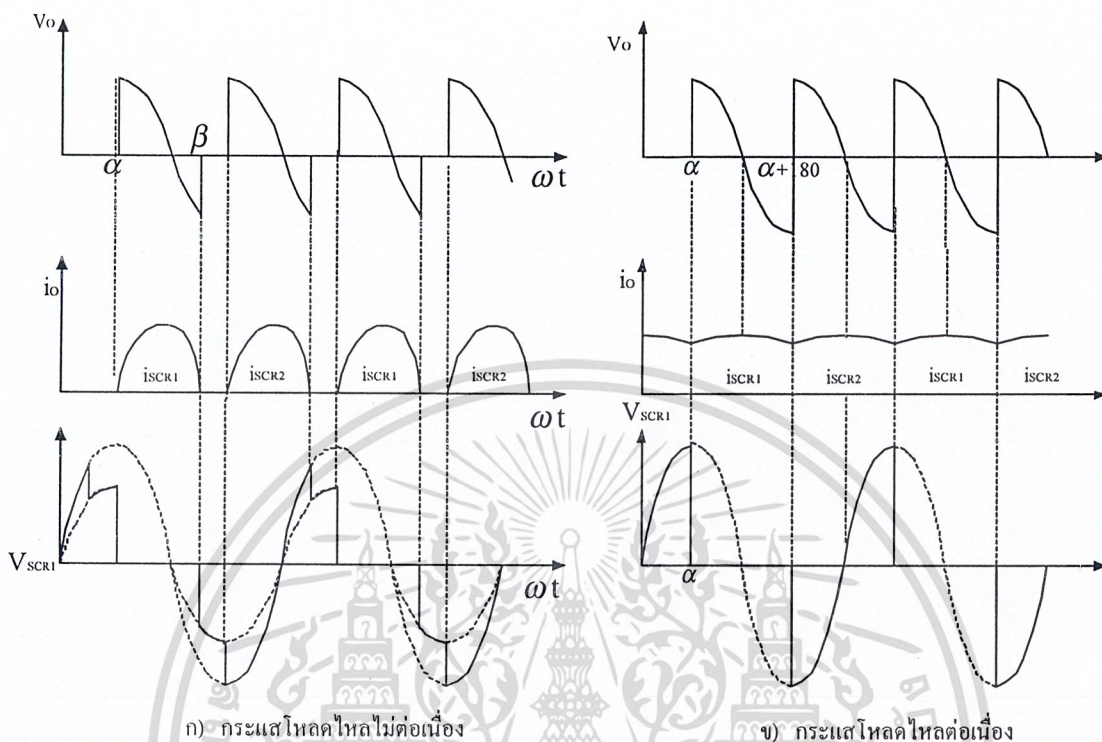 Vo
α
β
ωt
io
iSCR1
iSCR2
iSCR1
iSCR2
ωt
VSCR1
ωt
ก) กระแสโหลดไหลไม่ต่อเนื่อง
Vo
α
α+180
io
iSCR1
iSCR2
iSCR1
iSCR2
VSCR1
α
ข) กระแสโหลดไหลต่อเนื่อง